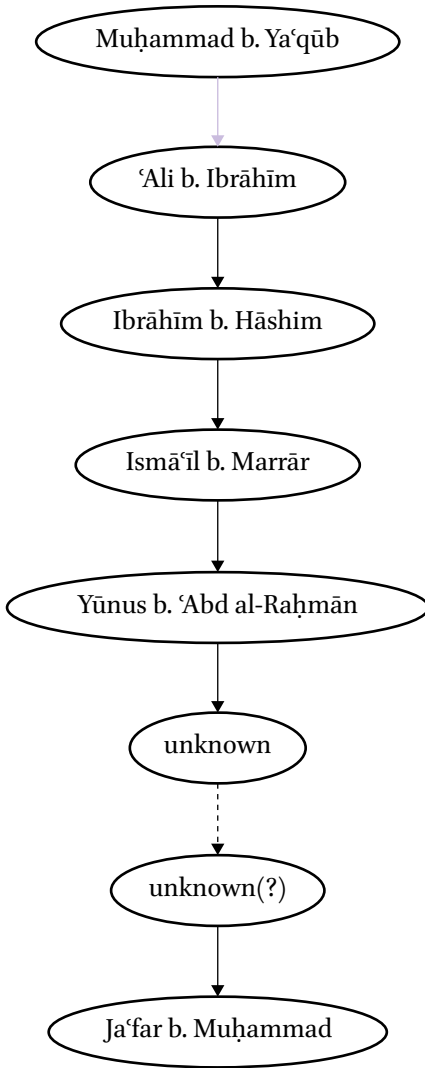 Muḥammad b. Yaʿqūb
ʿAli b. Ibrāhīm
Ibrāhīm b. Hāshim
Ismāʿīl b. Marrār
Yūnus b. ʿAbd al-Raḥmān
unknown
unknown(?)
Jaʿfar b. Muḥammad